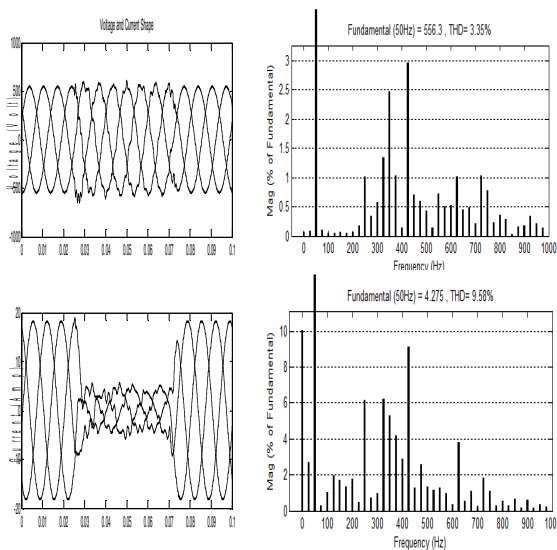 Voltage and Current Shape
1000
500
0
-500
-1000
Voltage (Volt)
0 0.01 0.02 0.03 0.04 0.05 0.06 0.07 0.08 0.09 0.1
Fundamental (50Hz) = 556.3 , THD= 3.35%
3
2.5
2
1.5
1
0.5
0
Mag (% of Fundamental)
0 100 200 300 400 500 600 700 800 900 1000
Frequency (Hz)
20
10
0
-10
-20
Current (Amp)
0 0.01 0.02 0.03 0.04 0.05 0.06 0.07 0.08 0.09 0.1
Fundamental (50Hz) = 4.275 , THD= 9.58%
10
8
6
4
2
0
Mag (% of Fundamental)
0 100 200 300 400 500 600 700 800 900 100
Frequency (Hz)